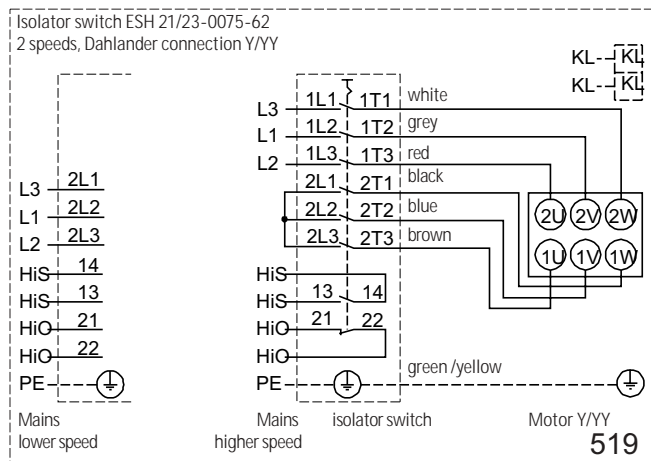 Isolator switch ESH 21/23-0075-62
2 speeds, Dahlander connection Y/YY
KL KL
KL KL
L3 1L1 1T1 white
L1 1L2 1T2 grey
L2 1L3 1T3 red
2L1 2T1 black
2L2 2T2 blue
2L3 2T3 brown
2U 2V 2W
1U 1V 1W
L3 2L1
L1 2L2
L2 2L3
HiS 14
HiS 13
HiO 21
HiO 22
PE
HiS
HiS 13 14
HiO 21 22
HiO
PE green/yellow
Mains
lower speed
Mains
higher speed
isolator switch
Motor Y/YY
519